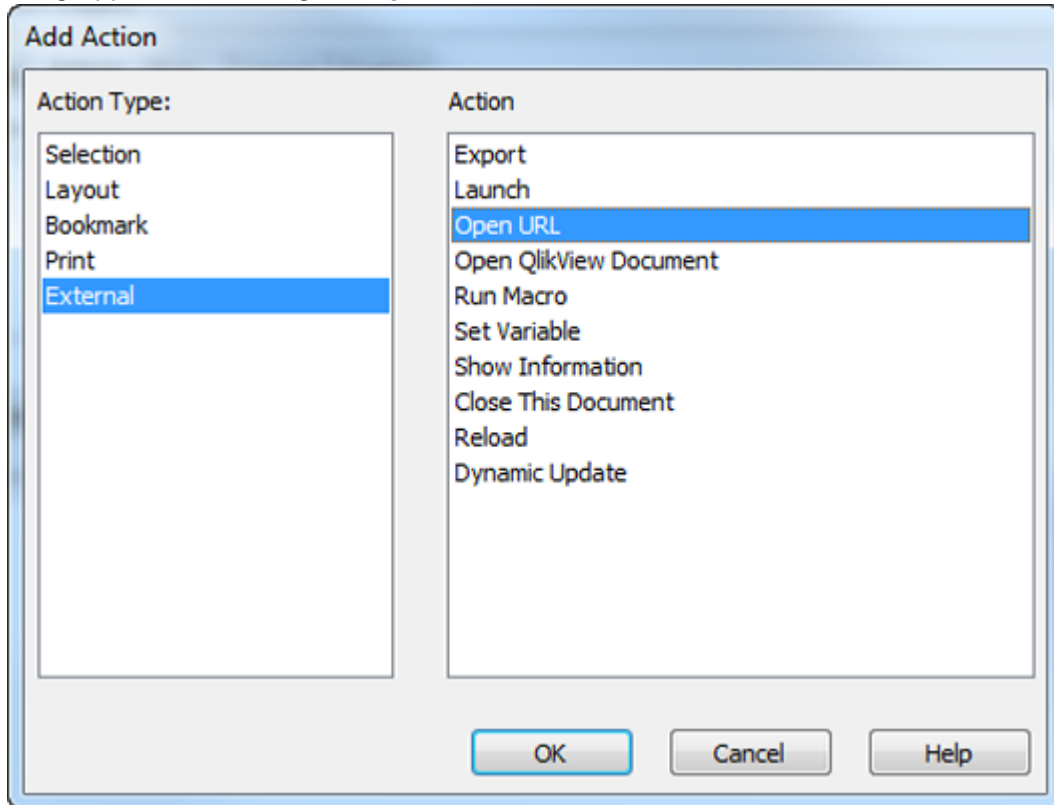 Add Action
Action Type:
Selection
Layout
Bookmark
Print
External
Action
Export
Launch
Open URL
Open QlikView Document
Run Macro
Set Variable
Show Information
Close This Document
Reload
Dynamic Update
OK
Cancel
Help